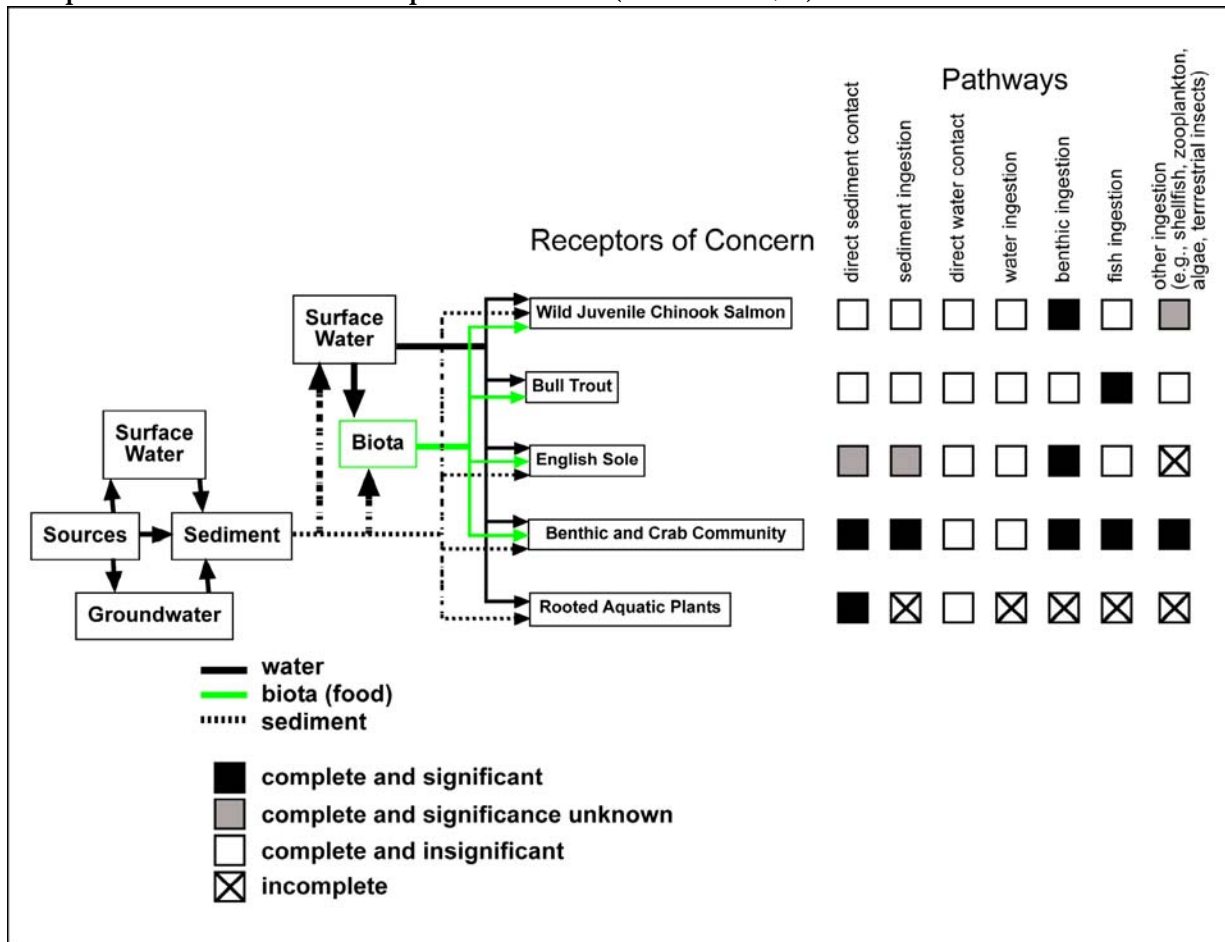 Pathways
direct sediment contact
sediment ingestion
direct water contact
water ingestion
benthic ingestion
fish ingestion
other ingestion
(e.g., shellfish, zooplankton,
algae, terrrestrial insects)
Receptors of Concern
Surface
Water
Wild Juvenile Chinook Salmon
Bull Trout
Biota
Surface
Water
English Sole
Sources
Sediment
Benthic and Crab Community
Groundwater
Rooted Aquatic Plants
water
biota (food)
sediment
complete and significant
complete and significance unknown
complete and insignificant
incomplete